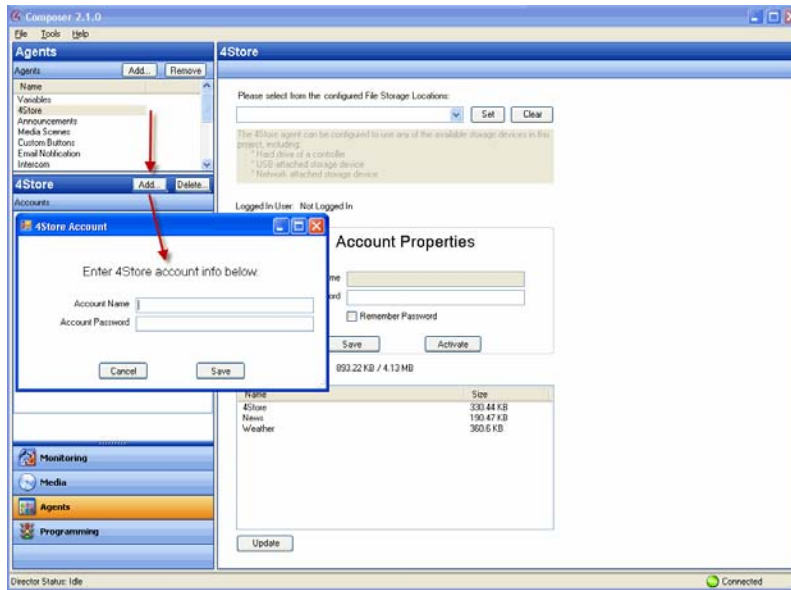 Composer 2.1.0
File Tools Help
Agents
Agents Add... Remove
Name
Variables
4Store
Announcements
Media Scenes
Custom Buttons
Email Notification
Intercom
4Store Add... Delete...
Accounts
4Store Account
Enter 4Store account info below:
Account Name
Account Password
Cancel Save
Monitoring
Media
Agents
Programming
4Store
Please select from the configured File Storage Locations:
Set Clear
The 4Store agent can be configured to use any of the available storage devices in this
project, including:
* Hard drive of a controller
* USB attached storage device
* Network attached storage device
Logged In User: Not Logged In
Account Properties
me
ord
Remember Password
Save Activate
893.22 KB / 4.13 MB
Name Size
4Store 330.44 KB
News 190.47 KB
Weather 360.6 KB
Update
Director Status: Idle
Connected